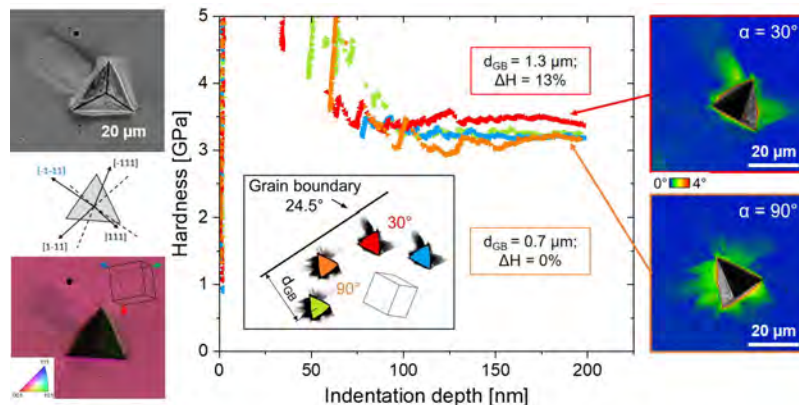 20 µm
[-111]
[-1-11]
[1-11]
[111]
Hardness [GPa]
5
4
3
2
1
0
0
50
100
150
200
Indentation depth [nm]
d_GB = 1.3 µm;
ΔH = 13%
Grain boundary
24.5°
30°
90°
d_GB
d_GB = 0.7 µm;
ΔH = 0%
α = 30°
20 µm
0°
4°
α = 90°
20 µm